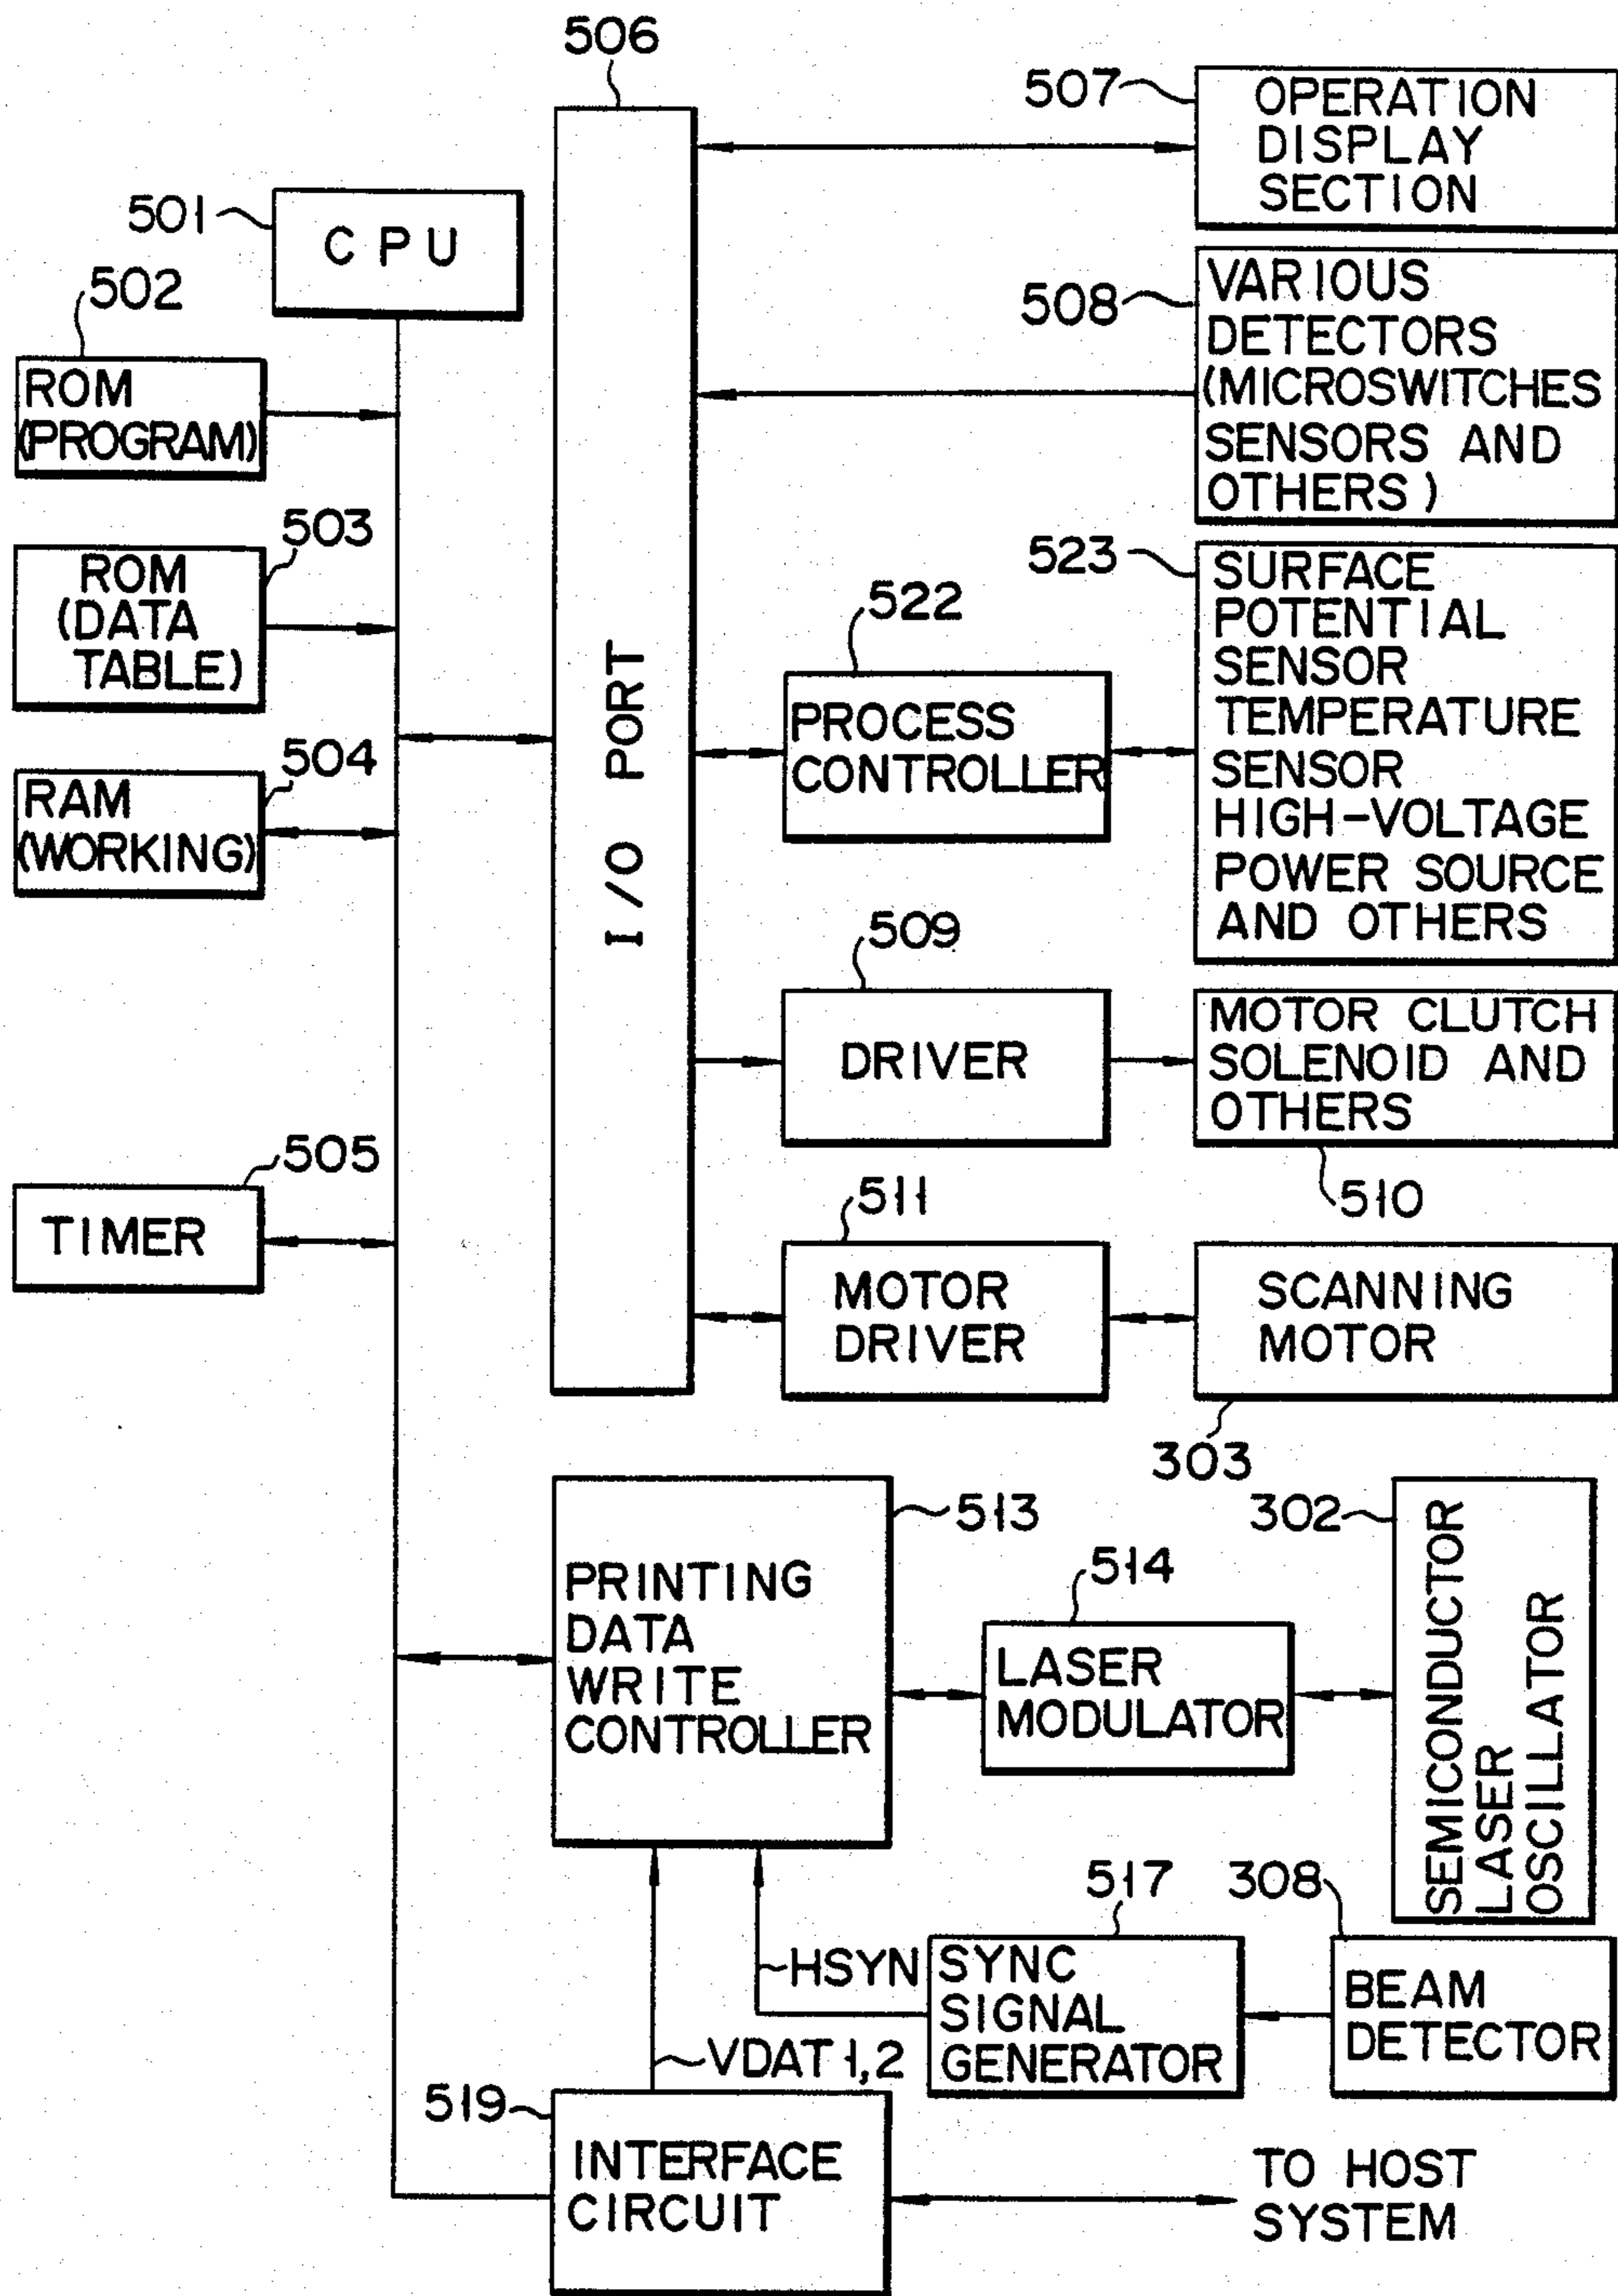 506
507
OPERATION
DISPLAY
SECTION
501
CPU
502
ROM
(PROGRAM)
508
VARIOUS
DETECTORS
(MICROSWITCHES
SENSORS AND
OTHERS)
503
ROM
(DATA
TABLE)
I/O PORT
522
PROCESS
CONTROLLER
523
SURFACE
POTENTIAL
SENSOR
TEMPERATURE
SENSOR
HIGH-VOLTAGE
POWER SOURCE
AND OTHERS
504
RAM
(WORKING)
509
DRIVER
MOTOR CLUTCH
SOLENOID AND
OTHERS
510
505
TIMER
511
MOTOR
DRIVER
SCANNING
MOTOR
303
513
PRINTING
DATA
WRITE
CONTROLLER
514
LASER
MODULATOR
302
SEMICONDUCTOR
LASER
OSCILLATOR
517
HSYN
SYNC
SIGNAL
GENERATOR
308
BEAM
DETECTOR
VDAT 1,2
519
INTERFACE
CIRCUIT
TO HOST
SYSTEM